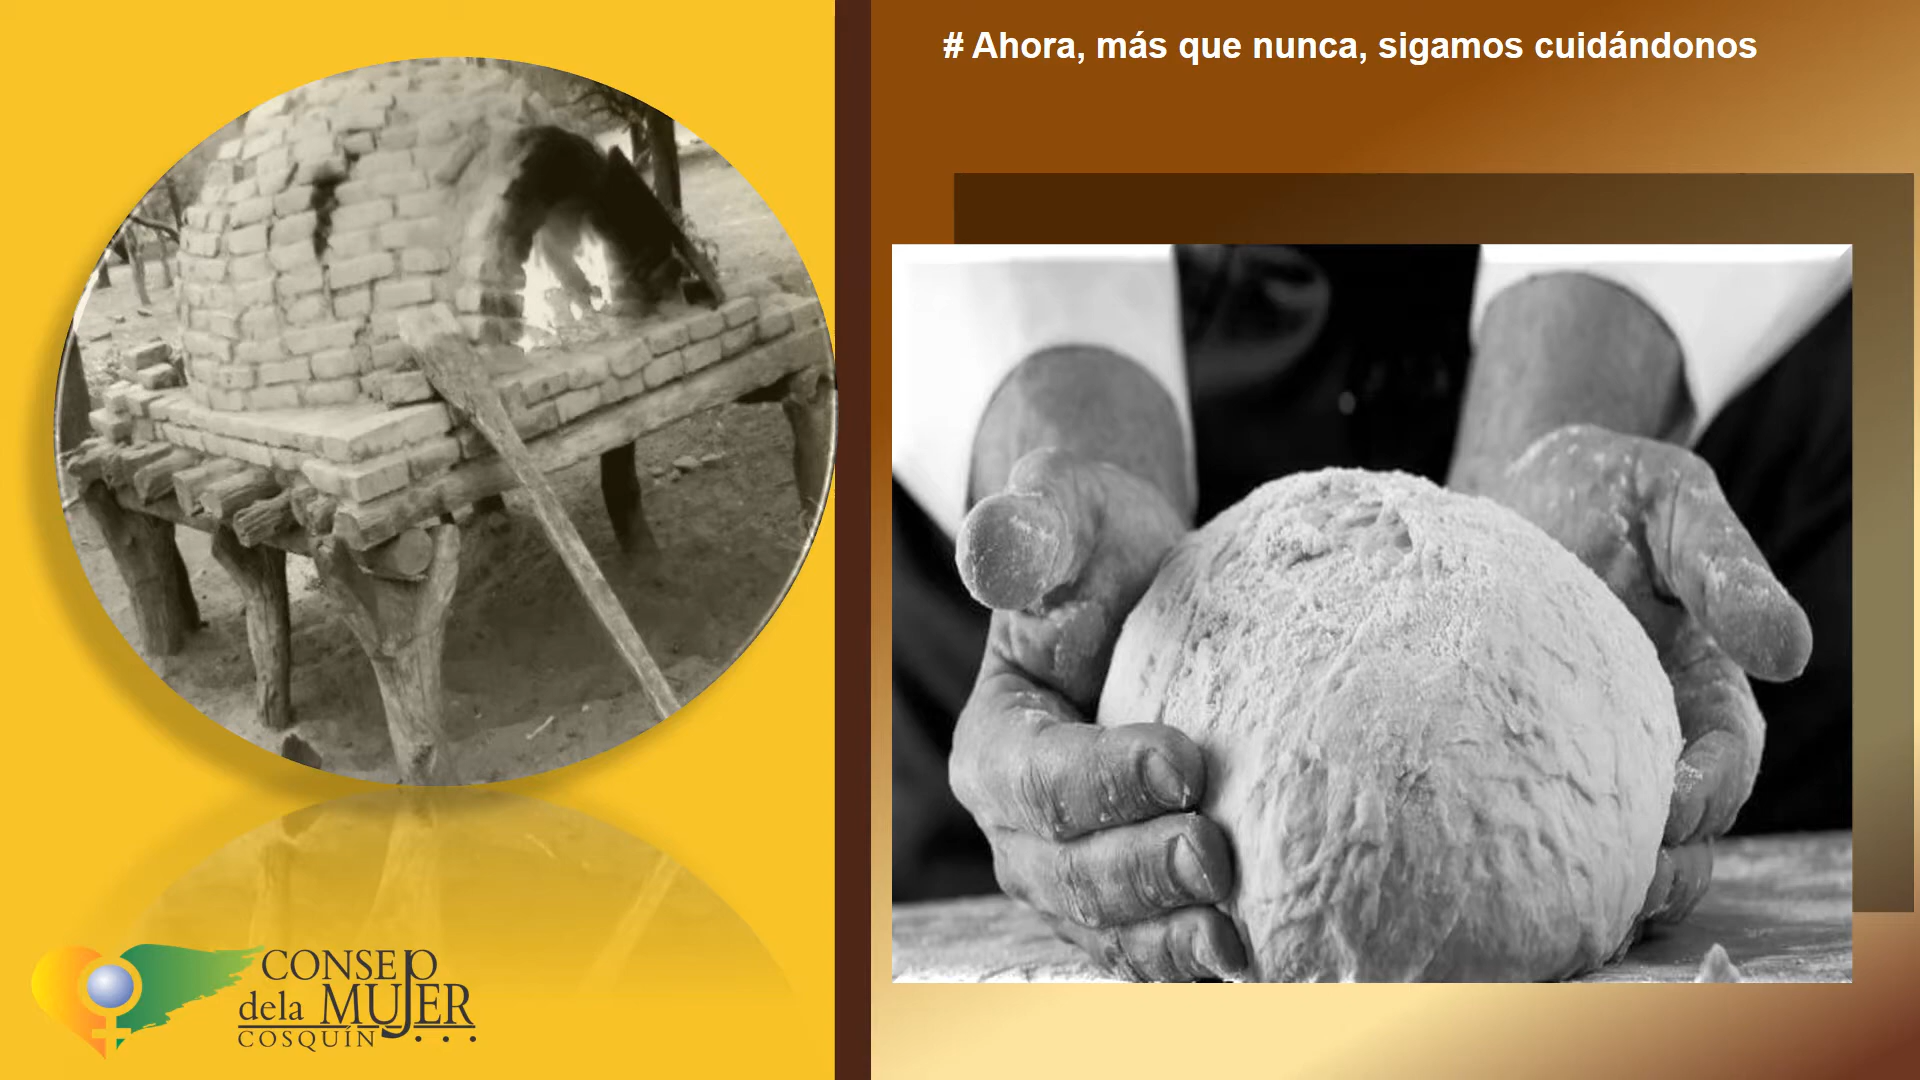 # Ahora, más que nunca, sigamos cuidándonos
CONSEJO
dela MUJER
COSQUÍN...